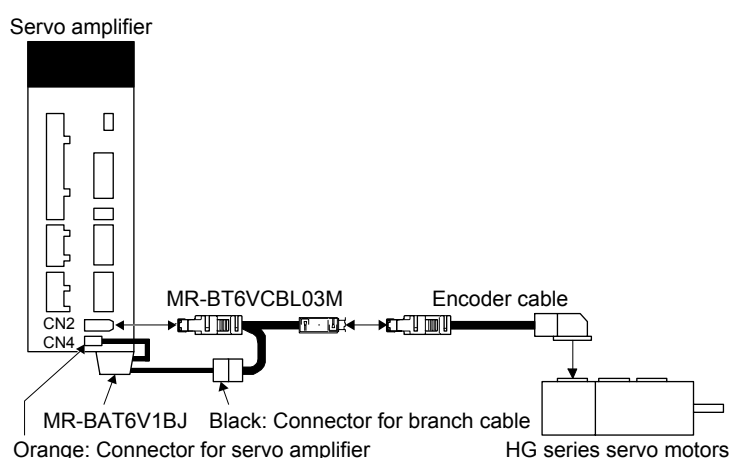 Servo amplifier
MR-BT6VCBL03M
Encoder cable
CN2
CN4
MR-BAT6V1BJ
Black: Connector for branch cable
Orange: Connector for servo amplifier
HG series servo motors